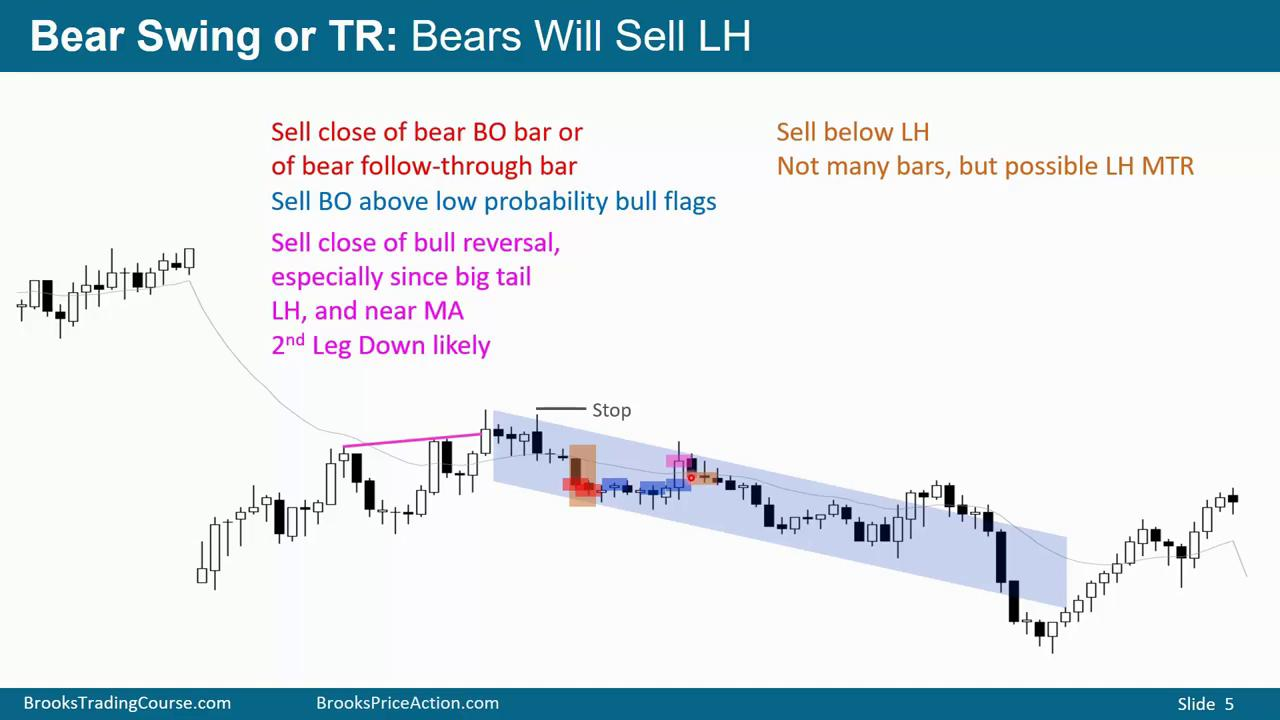 Bear Swing or TR: Bears Will Sell LH
Sell close of bear BO bar or
of bear follow-through bar
Sell BO above low probability bull flags
Sell close of bull reversal,
especially since big tail
LH, and near MA
2nd Leg Down likely
Sell below LH
Not many bars, but possible LH MTR
Stop
BrooksTradingCourse.com
BrooksPriceAction.com
Slide 5